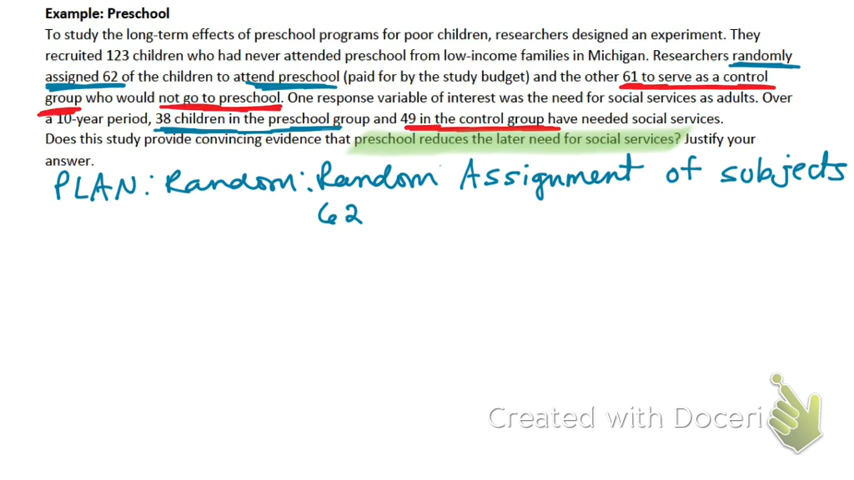 Example: Preschool
To study the long-term effects of preschool programs for poor children, researchers designed an experiment. They
recruited 123 children who had never attended preschool from low-income families in Michigan. Researchers randomly
assigned 62 of the children to attend preschool (paid for by the study budget) and the other 61 to serve as a control
group who would not go to preschool. One response variable of interest was the need for social services as adults. Over
a 10-year period, 38 children in the preschool group and 49 in the control group have needed social services.
Does this study provide convincing evidence that preschool reduces the later need for social services? Justify your
answer.
PLAN: Random: Random Assignment of subjects
62
Created with Doceri